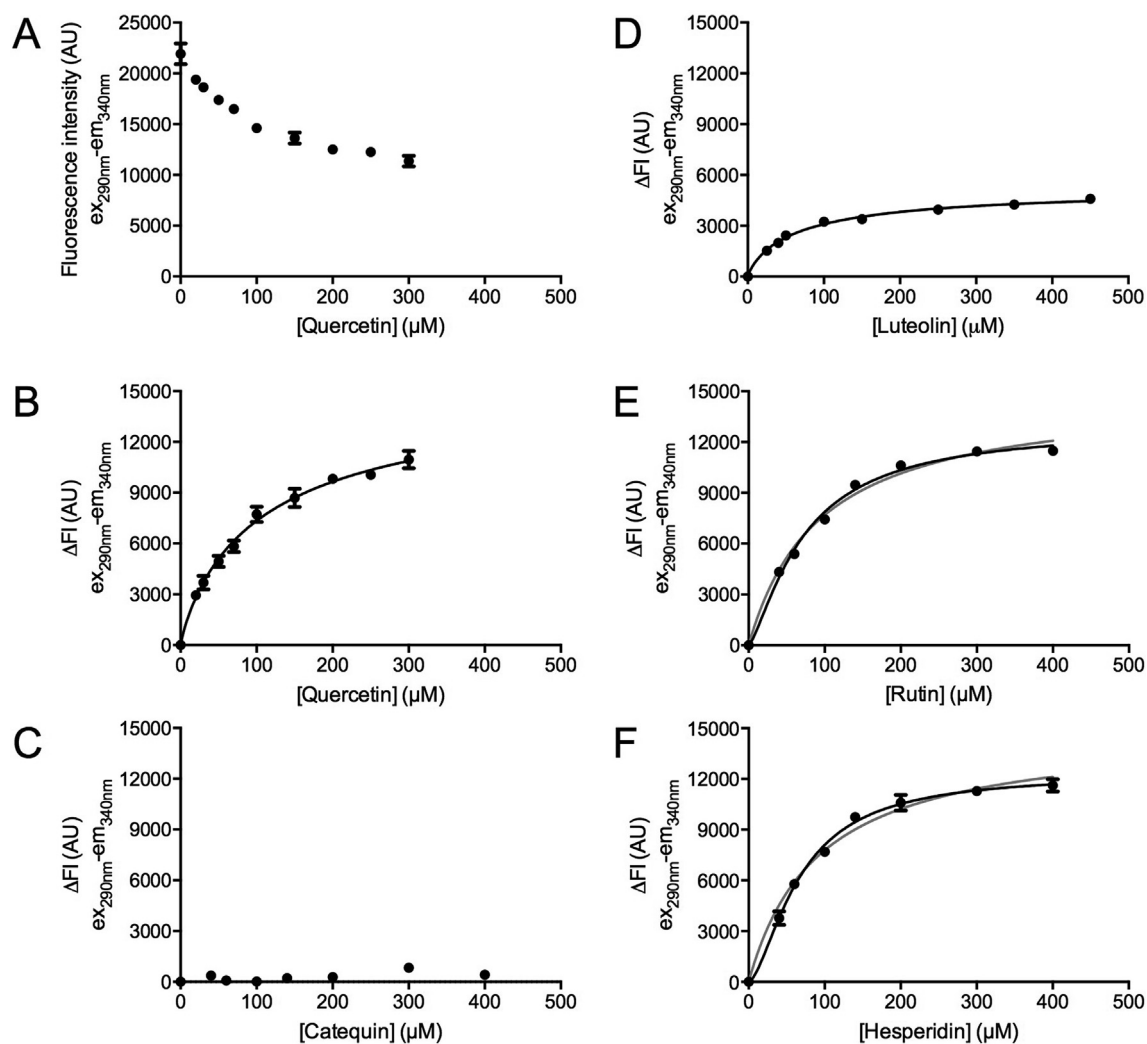 A
Fluorescence intensity (AU)
ex290nm-em340nm
25000
20000
15000
10000
5000
0
0 100 200 300 400 500
[Quercetin] (µM)
B
ΔFI (AU)
ex290nm-em340nm
15000
12000
9000
6000
3000
0
0 100 200 300 400 500
[Quercetin] (µM)
C
ΔFI (AU)
ex290nm-em340nm
15000
12000
9000
6000
3000
0
0 100 200 300 400 500
[Catequin] (µM)
D
ΔFI (AU)
ex290nm-em340nm
15000
12000
9000
6000
3000
0
0 100 200 300 400 500
[Luteolin] (μM)
E
ΔFI (AU)
ex290nm-em340nm
15000
12000
9000
6000
3000
0
0 100 200 300 400 500
[Rutin] (µM)
F
ΔFI (AU)
ex290nm-em340nm
15000
12000
9000
6000
3000
0
0 100 200 300 400 500
[Hesperidin] (µM)